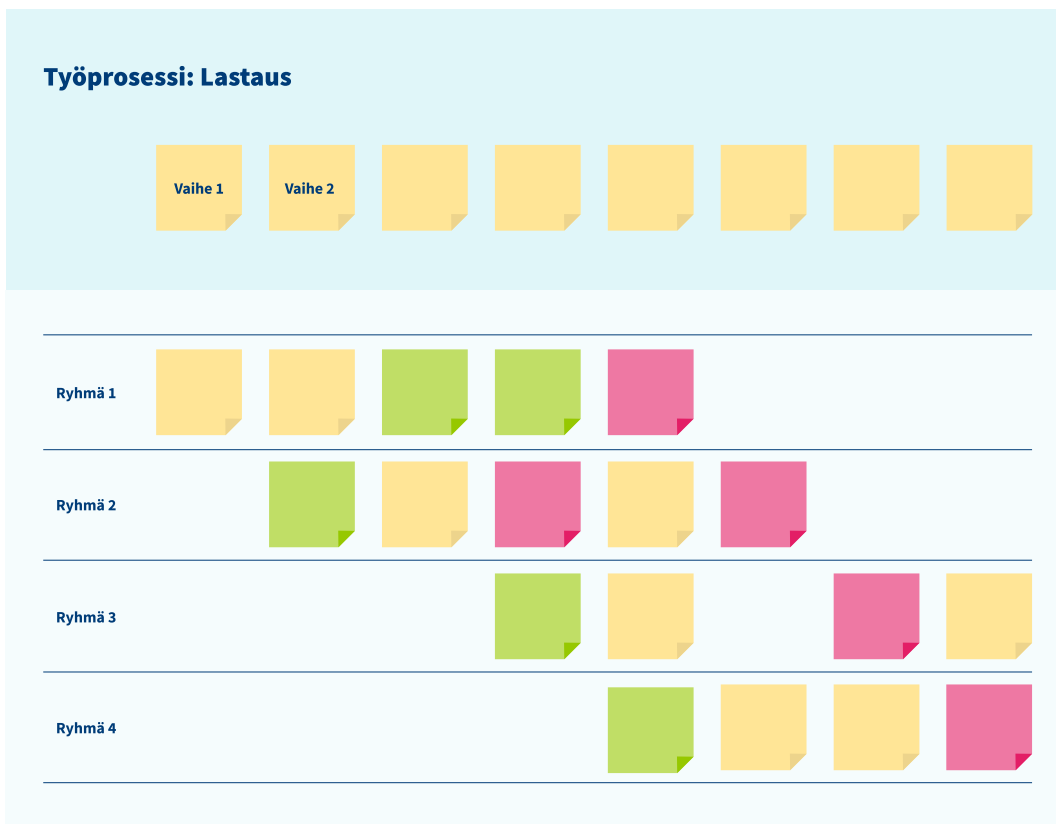 Työprosessi: Lastaus
Vaihe 1
Vaihe 2
Ryhmä 1
Ryhmä 2
Ryhmä 3
Ryhmä 4